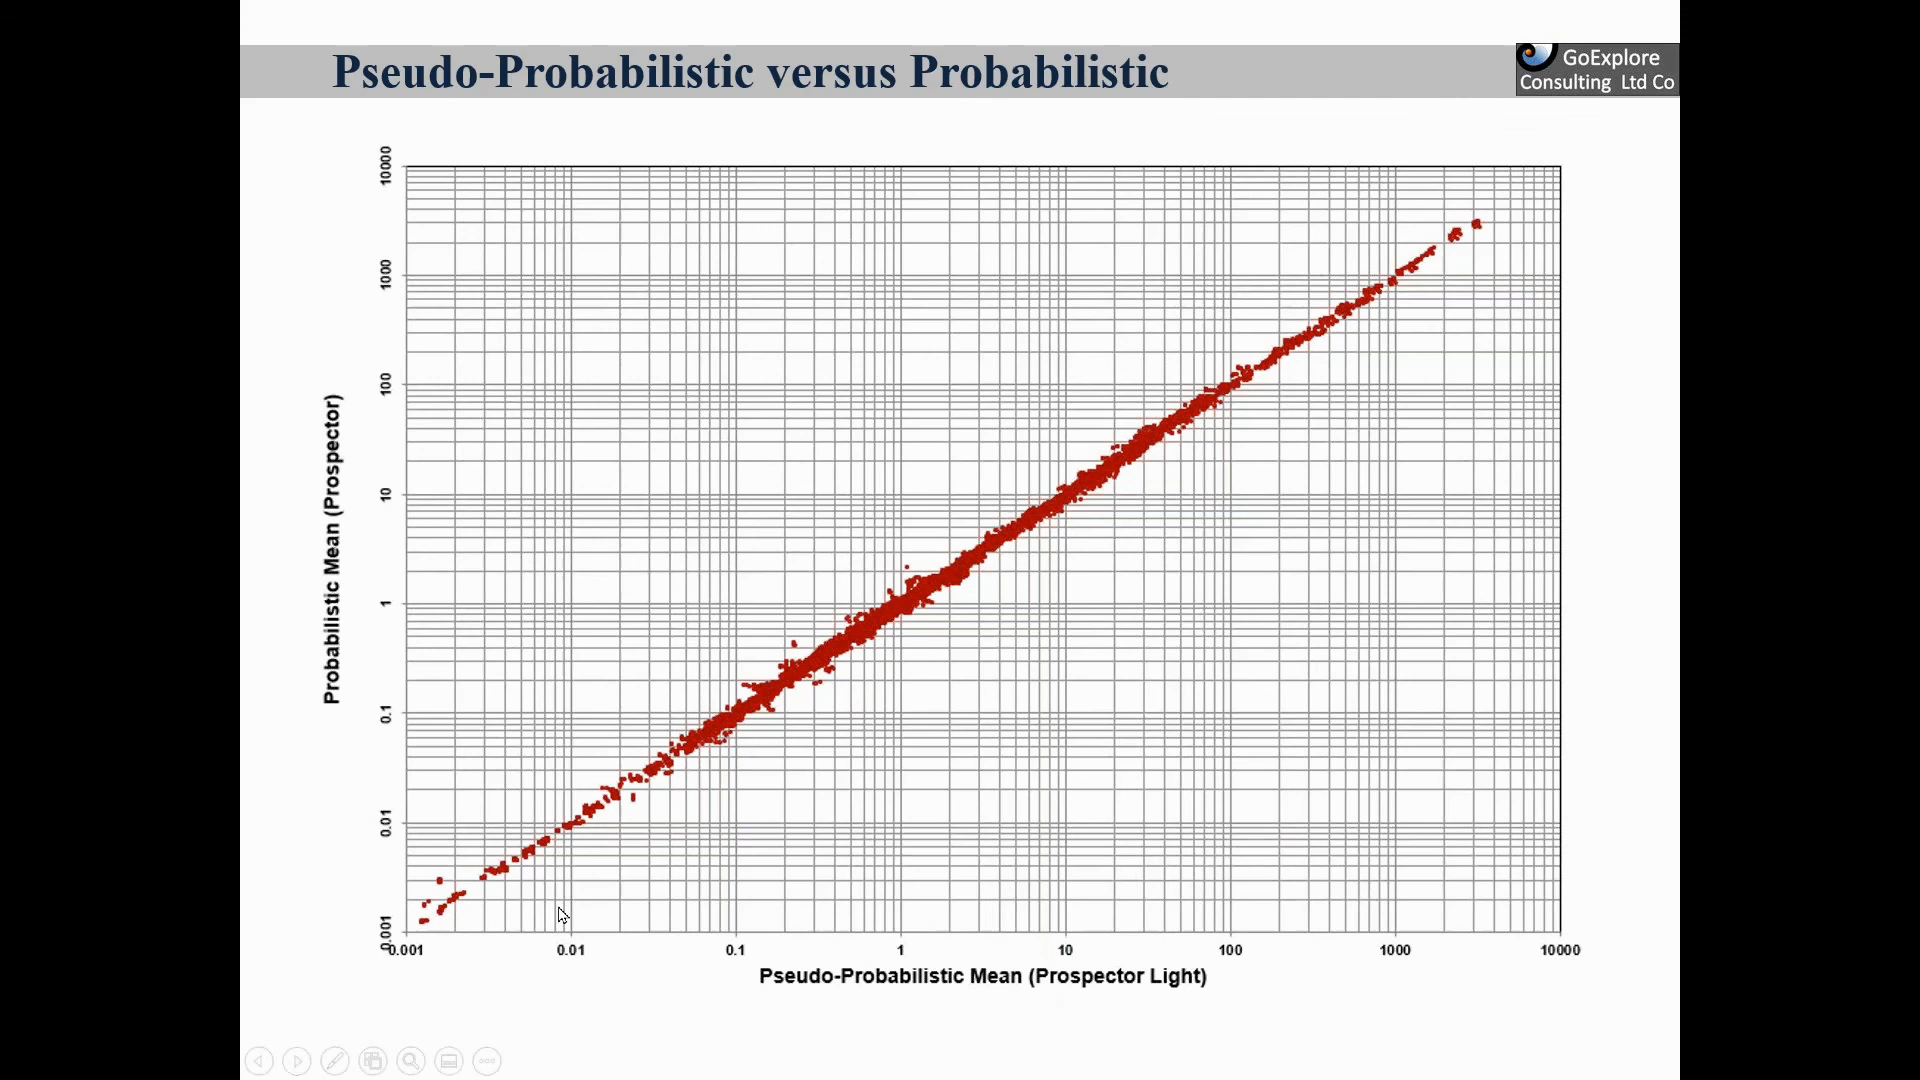 Pseudo-Probabilistic versus Probabilistic
GoExplore
Consulting Ltd Co
10000
1000
100
10
1
0.1
0.01
0.001
Probabilistic Mean (Prospector)
0.001 0.01 0.1 1 10 100 1000 10000
Pseudo-Probabilistic Mean (Prospector Light)